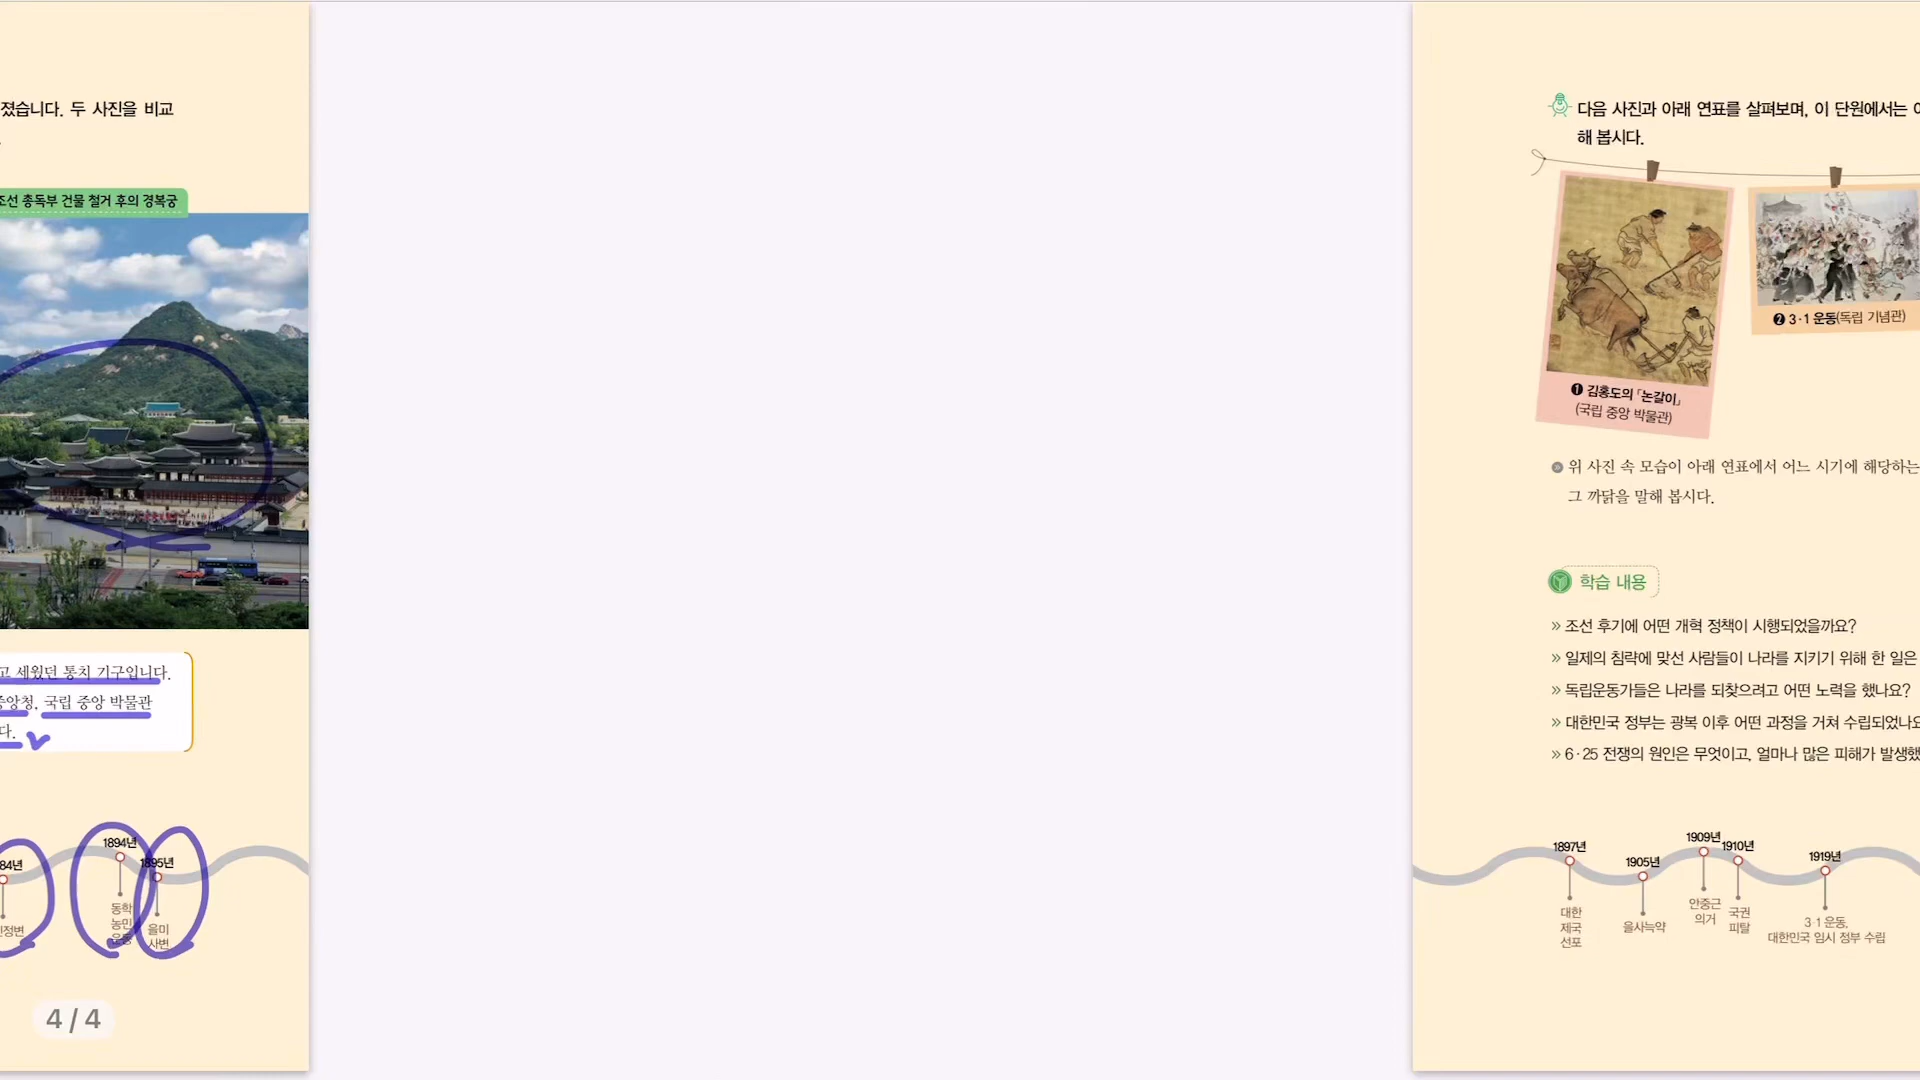 졌습니다. 두 사진을 비교
조선 총독부 건물 철거 후의 경복궁
고 세웠던 통치 기구입니다.
중앙청, 국립 중앙 박물관
다.
84년
1894년
1895년
정변
동학
농민
운동
을미
사변
4 / 4
다음 사진과 아래 연표를 살펴보며, 이 단원에서는
해 봅시다.
❶ 김홍도의 「논갈이」
(국립 중앙 박물관)
❷ 3·1 운동(독립 기념관)
위 사진 속 모습이 아래 연표에서 어느 시기에 해당하는
그 까닭을 말해 봅시다.
학습 내용
» 조선 후기에 어떤 개혁 정책이 시행되었을까요?
» 일제의 침략에 맞선 사람들이 나라를 지키기 위해 한 일은
» 독립운동가들은 나라를 되찾으려고 어떤 노력을 했나요?
» 대한민국 정부는 광복 이후 어떤 과정을 거쳐 수립되었나요
» 6·25 전쟁의 원인은 무엇이고, 얼마나 많은 피해가 발생했
1897년
1905년
1909년
1910년
1919년
대한
제국
선포
을사늑약
안중근
의거
국권
피탈
3·1 운동,
대한민국 임시 정부 수립